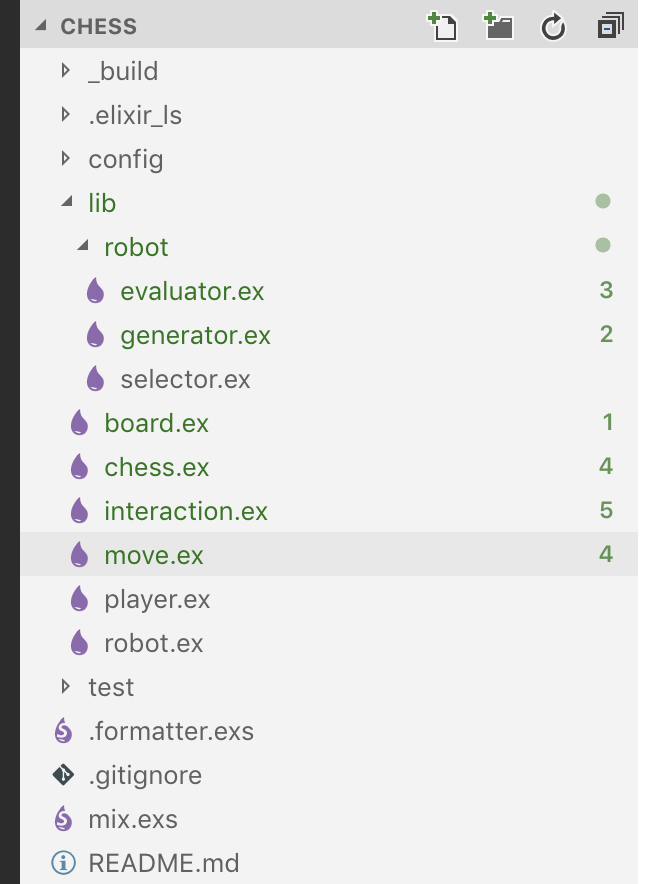 CHESS
_build
.elixir_ls
config
lib
robot
evaluator.ex 3
generator.ex 2
selector.ex
board.ex 1
chess.ex 4
interaction.ex 5
move.ex 4
player.ex
robot.ex
test
.formatter.exs
.gitignore
mix.exs
README.md